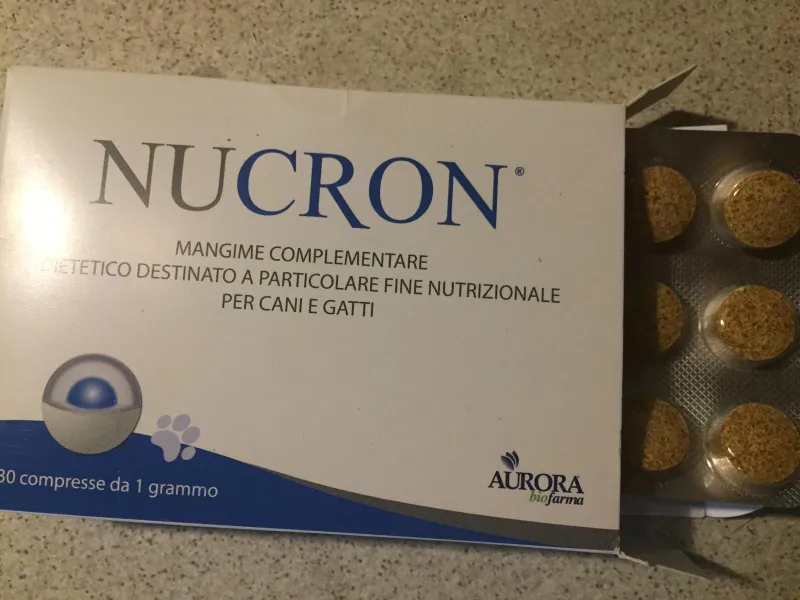 NUCRON®
MANGIME COMPLEMENTARE
DIETETICO DESTINATO A PARTICOLARE FINE NUTRIZIONALE
PER CANI E GATTI
30 compresse da 1 grammo
AURORA
biofarma